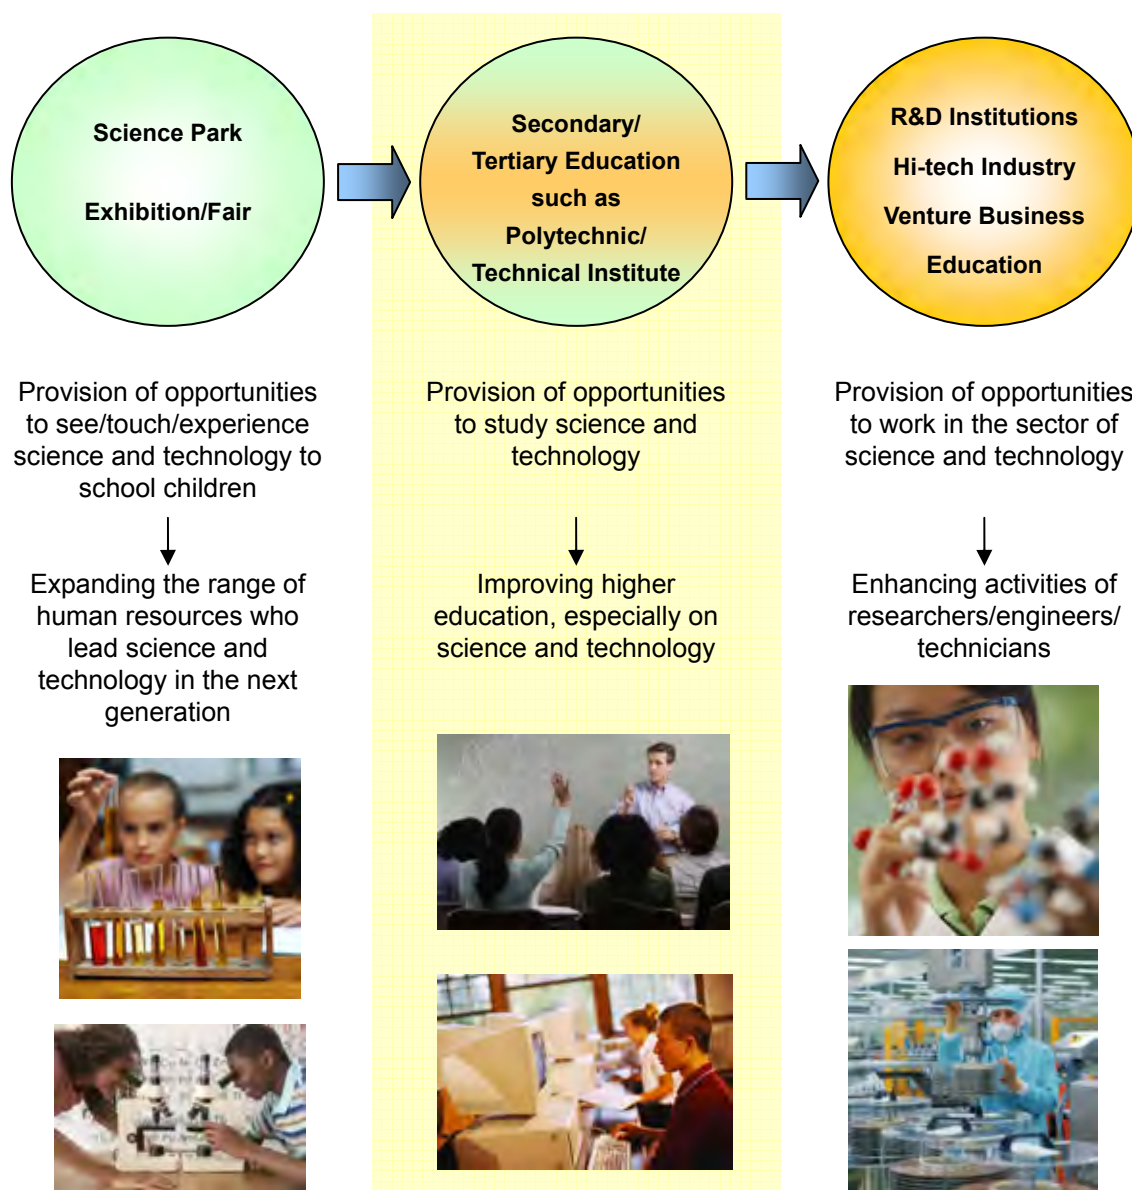 Science Park
Exhibition/Fair
Secondary/
Tertiary Education
such as
Polytechnic/
Technical Institute
R&D Institutions
Hi-tech Industry
Venture Business
Education
Provision of opportunities
to see/touch/experience
science and technology to
school children
Expanding the range of
human resources who
lead science and
technology in the next
generation
Provision of opportunities
to study science and
technology
Improving higher
education, especially on
science and technology
Provision of opportunities
to work in the sector of
science and technology
Enhancing activities of
researchers/engineers/
technicians